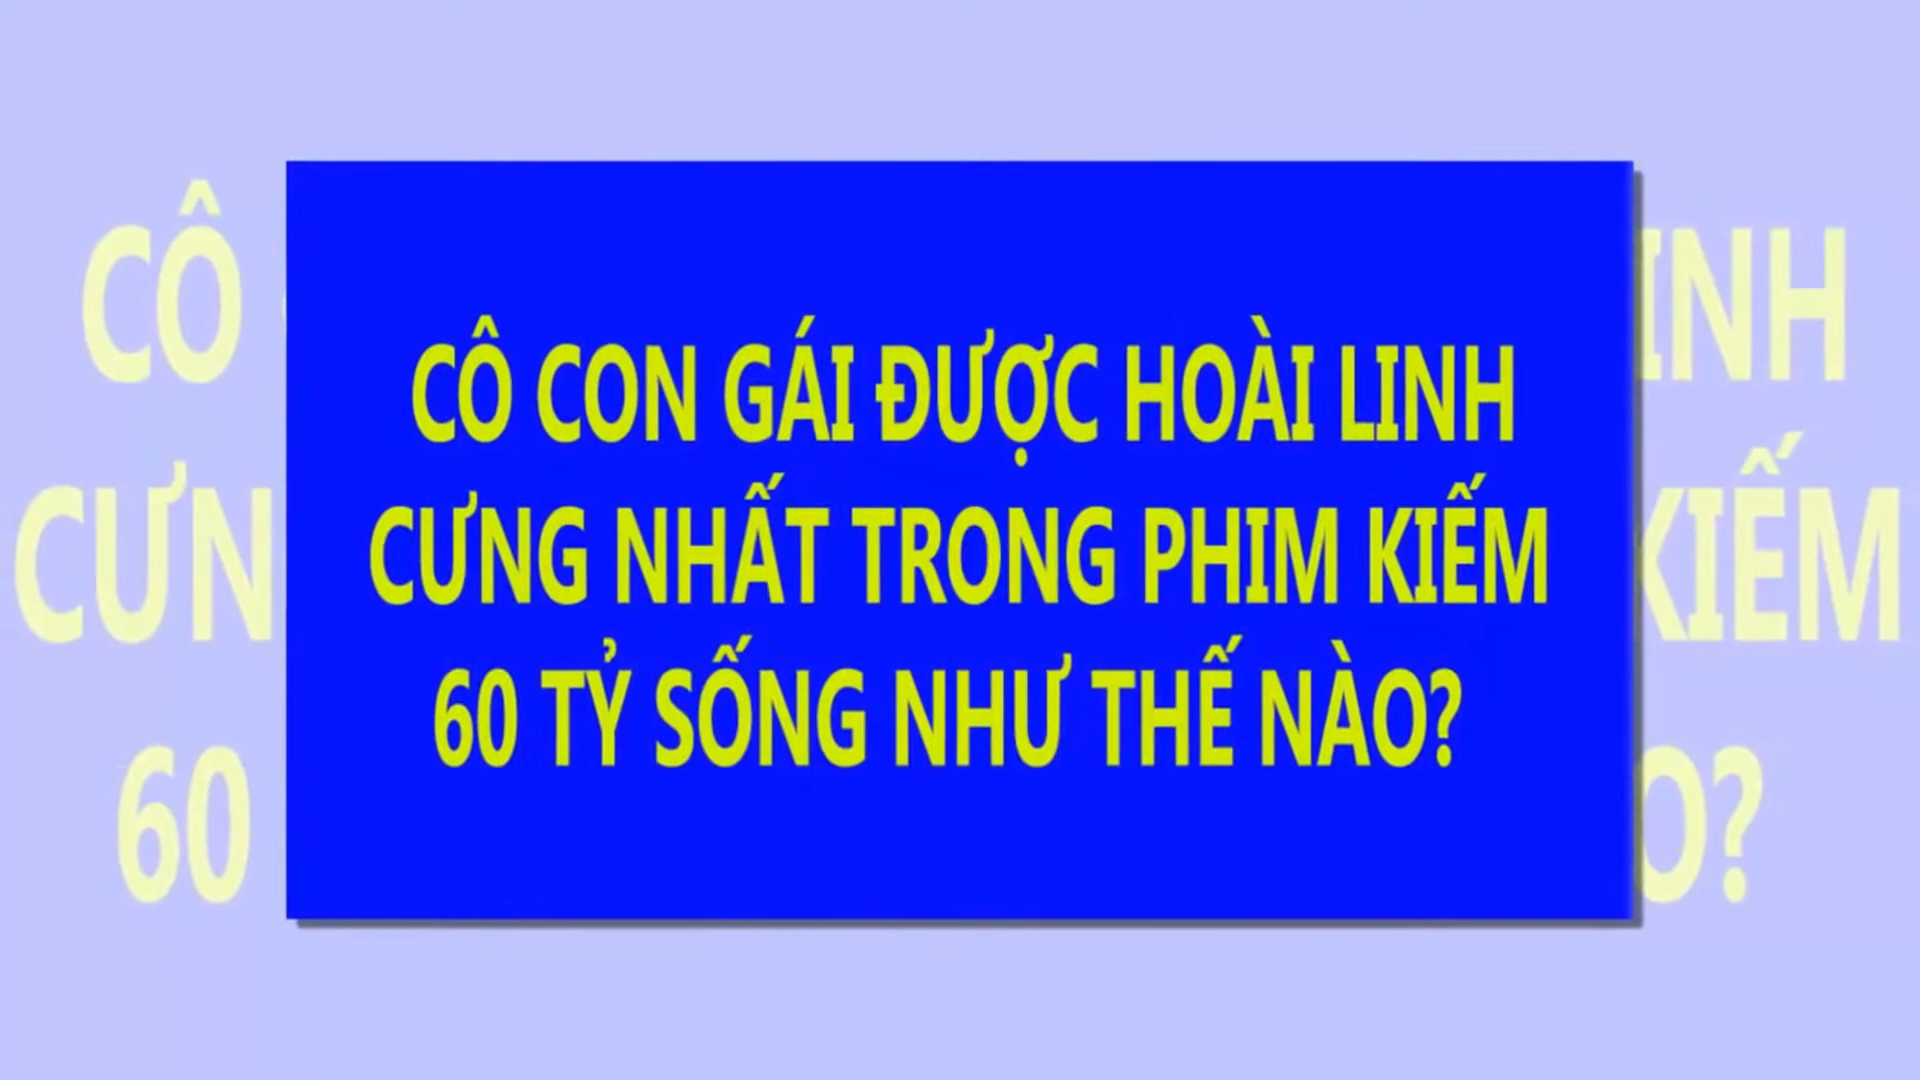 CÔ CON GÁI ĐƯỢC HOÀI LINH
CƯNG NHẤT TRONG PHIM KIẾM
60 TỶ SỐNG NHƯ THẾ NÀO?